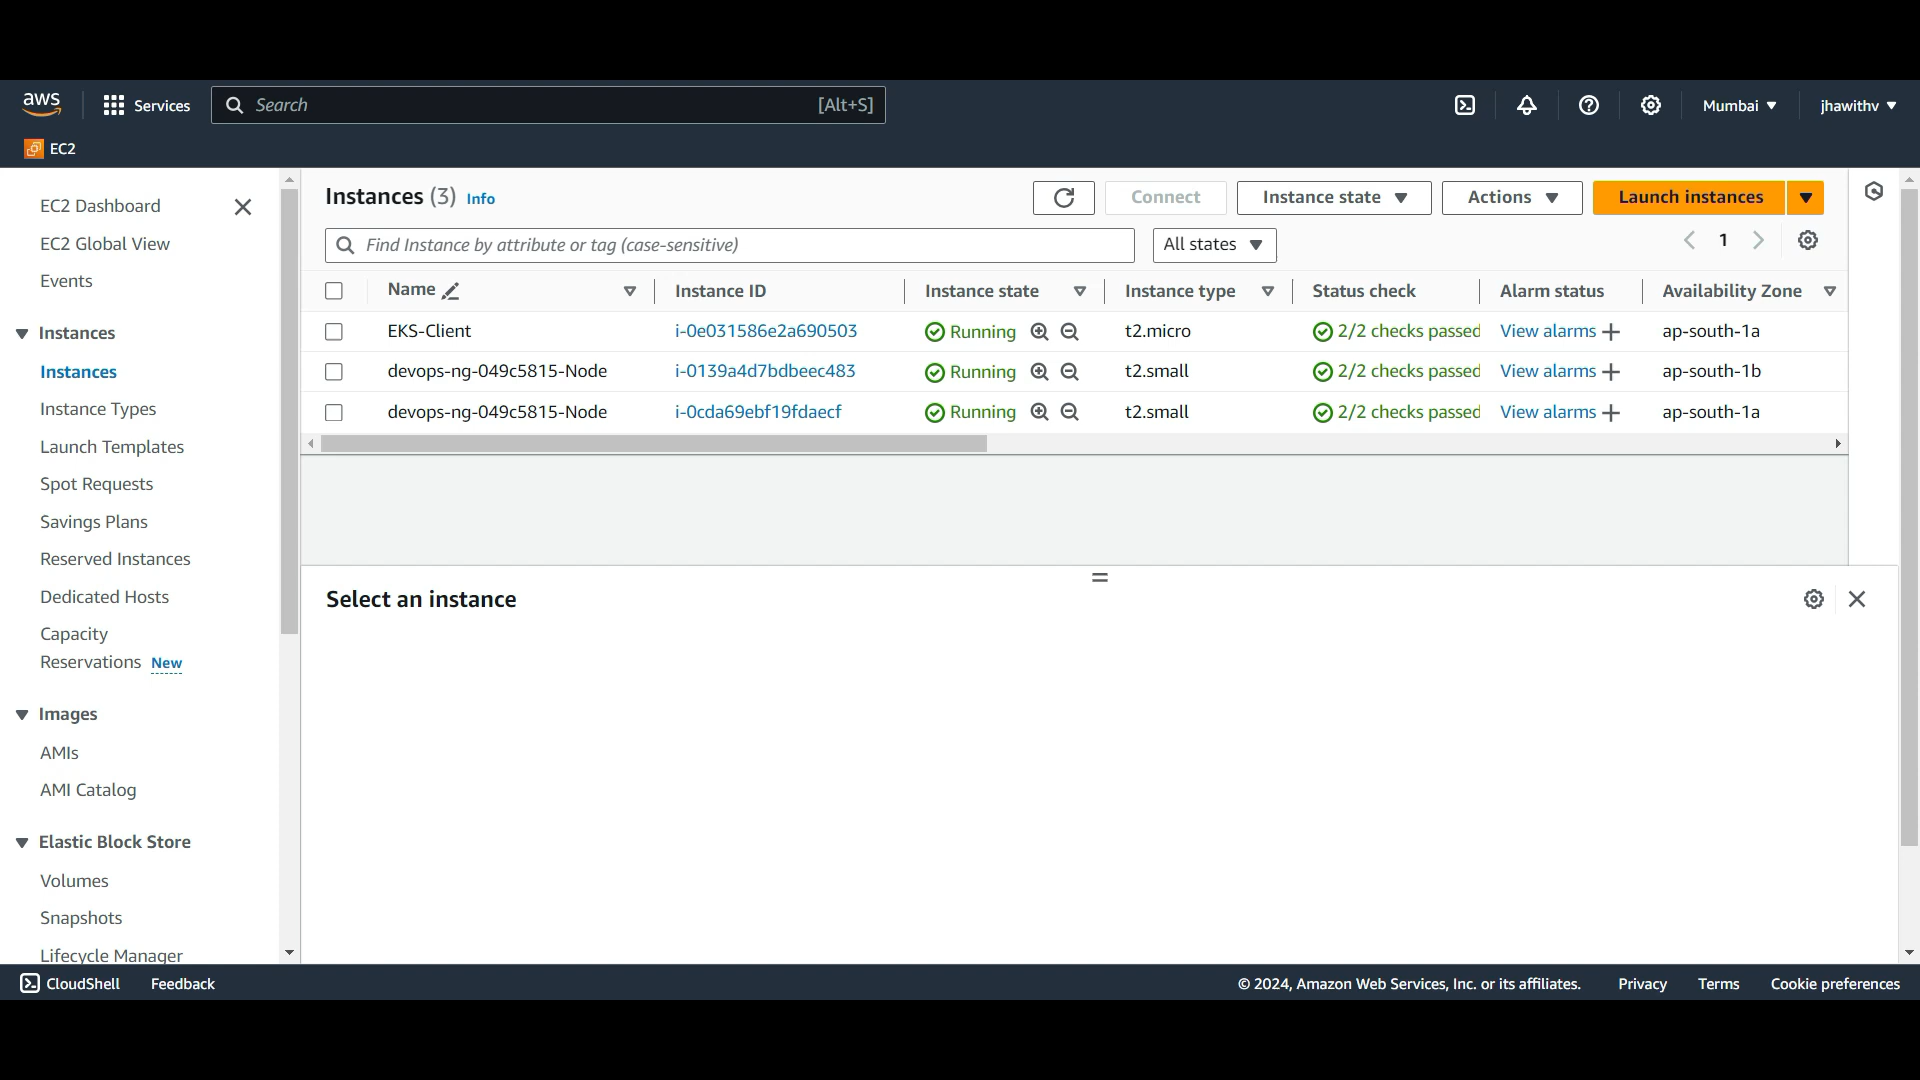 aws
Services
Search
[Alt+S]
Mumbai
jhawithv
EC2
EC2 Dashboard
EC2 Global View
Events
Instances
Instances
Instance Types
Launch Templates
Spot Requests
Savings Plans
Reserved Instances
Dedicated Hosts
Capacity
Reservations New
Images
AMIs
AMI Catalog
Elastic Block Store
Volumes
Snapshots
Lifecycle Manager
Instances (3) Info
Connect
Instance state
Actions
Launch instances
Find Instance by attribute or tag (case-sensitive)
All states
1
Name Instance ID Instance state Instance type Status check Alarm status Availability Zone
EKS-Client i-0e031586e2a690503 Running t2.micro 2/2 checks passed View alarms ap-south-1a
devops-ng-049c5815-Node i-0139a4d7bdbeec483 Running t2.small 2/2 checks passed View alarms ap-south-1b
devops-ng-049c5815-Node i-0cda69ebf19fdaecf Running t2.small 2/2 checks passed View alarms ap-south-1a
Select an instance
CloudShell
Feedback
© 2024, Amazon Web Services, Inc. or its affiliates.
Privacy
Terms
Cookie preferences